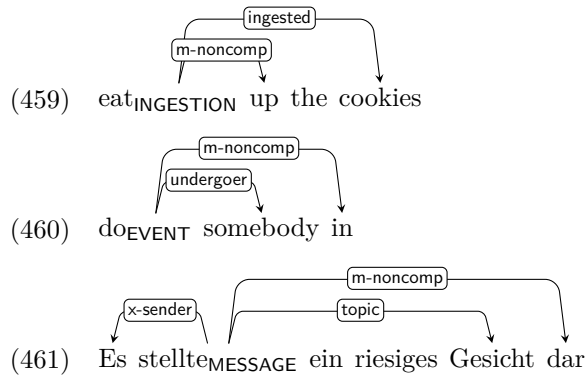 ingested
m-noncomp
(459) eatINGESTION up the cookies
m-noncomp
undergoer
(460) doEVENT somebody in
m-noncomp
x-sender topic
(461) Es stellteMESSAGE ein riesiges Gesicht dar